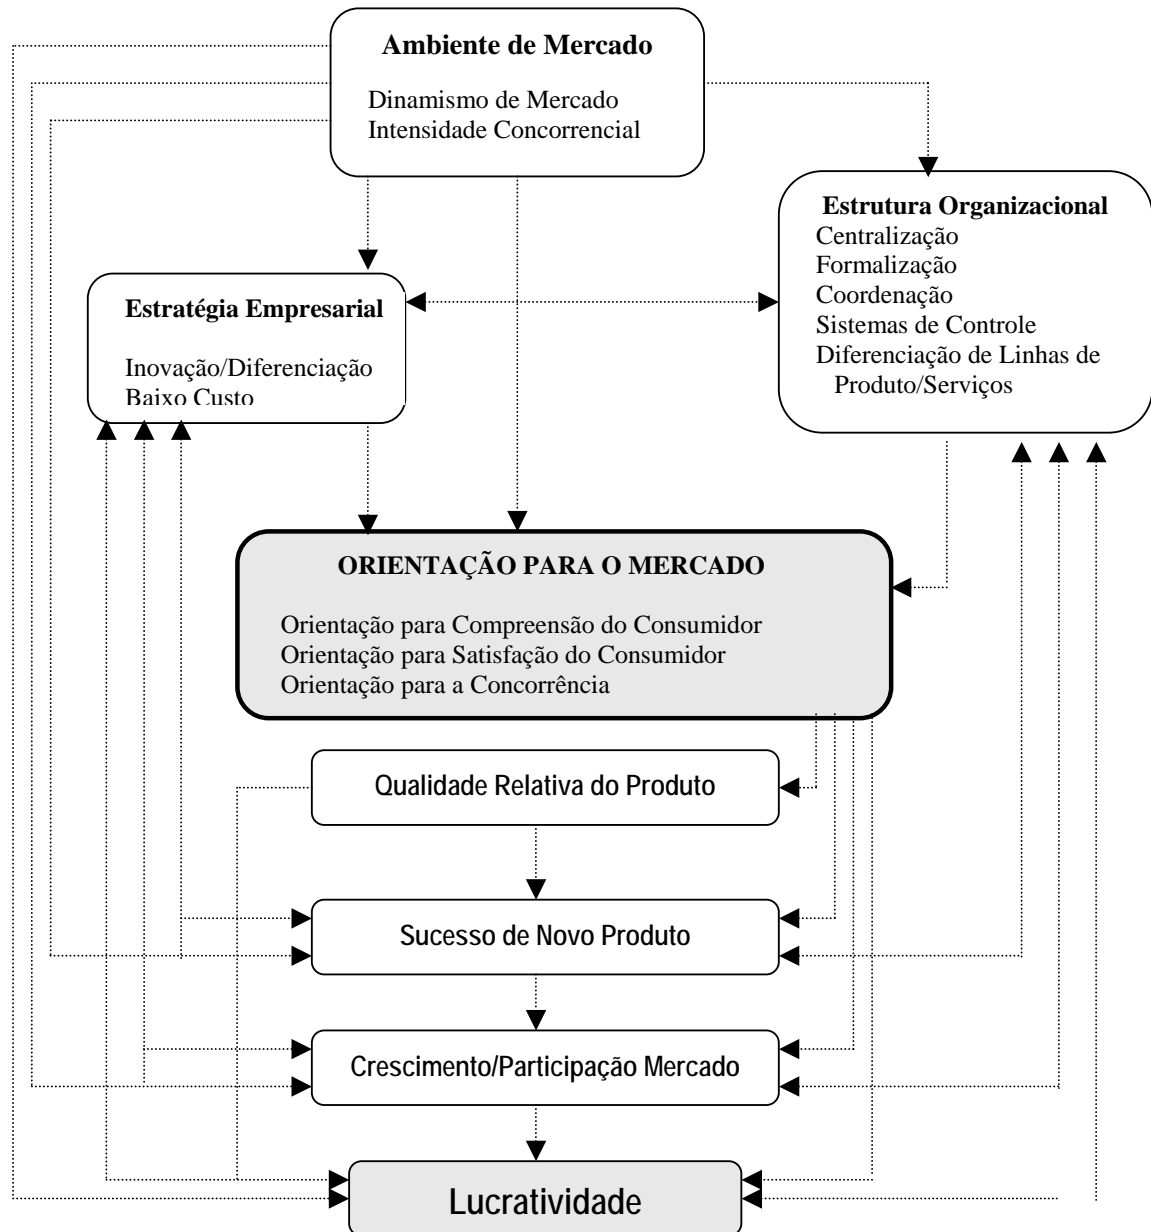 Ambiente de Mercado
Dinamismo de Mercado
Intensidade Concorrencial
Estrutura Organizacional
Centralização
Formalização
Coordenação
Sistemas de Controle
Diferenciação de Linhas de
Produto/Serviços
Estratégia Empresarial
Inovação/Diferenciação
Baixo Custo
ORIENTAÇÃO PARA O MERCADO
Orientação para Compreensão do Consumidor
Orientação para Satisfação do Consumidor
Orientação para a Concorrência
Qualidade Relativa do Produto
Sucesso de Novo Produto
Crescimento/Participação Mercado
Lucratividade